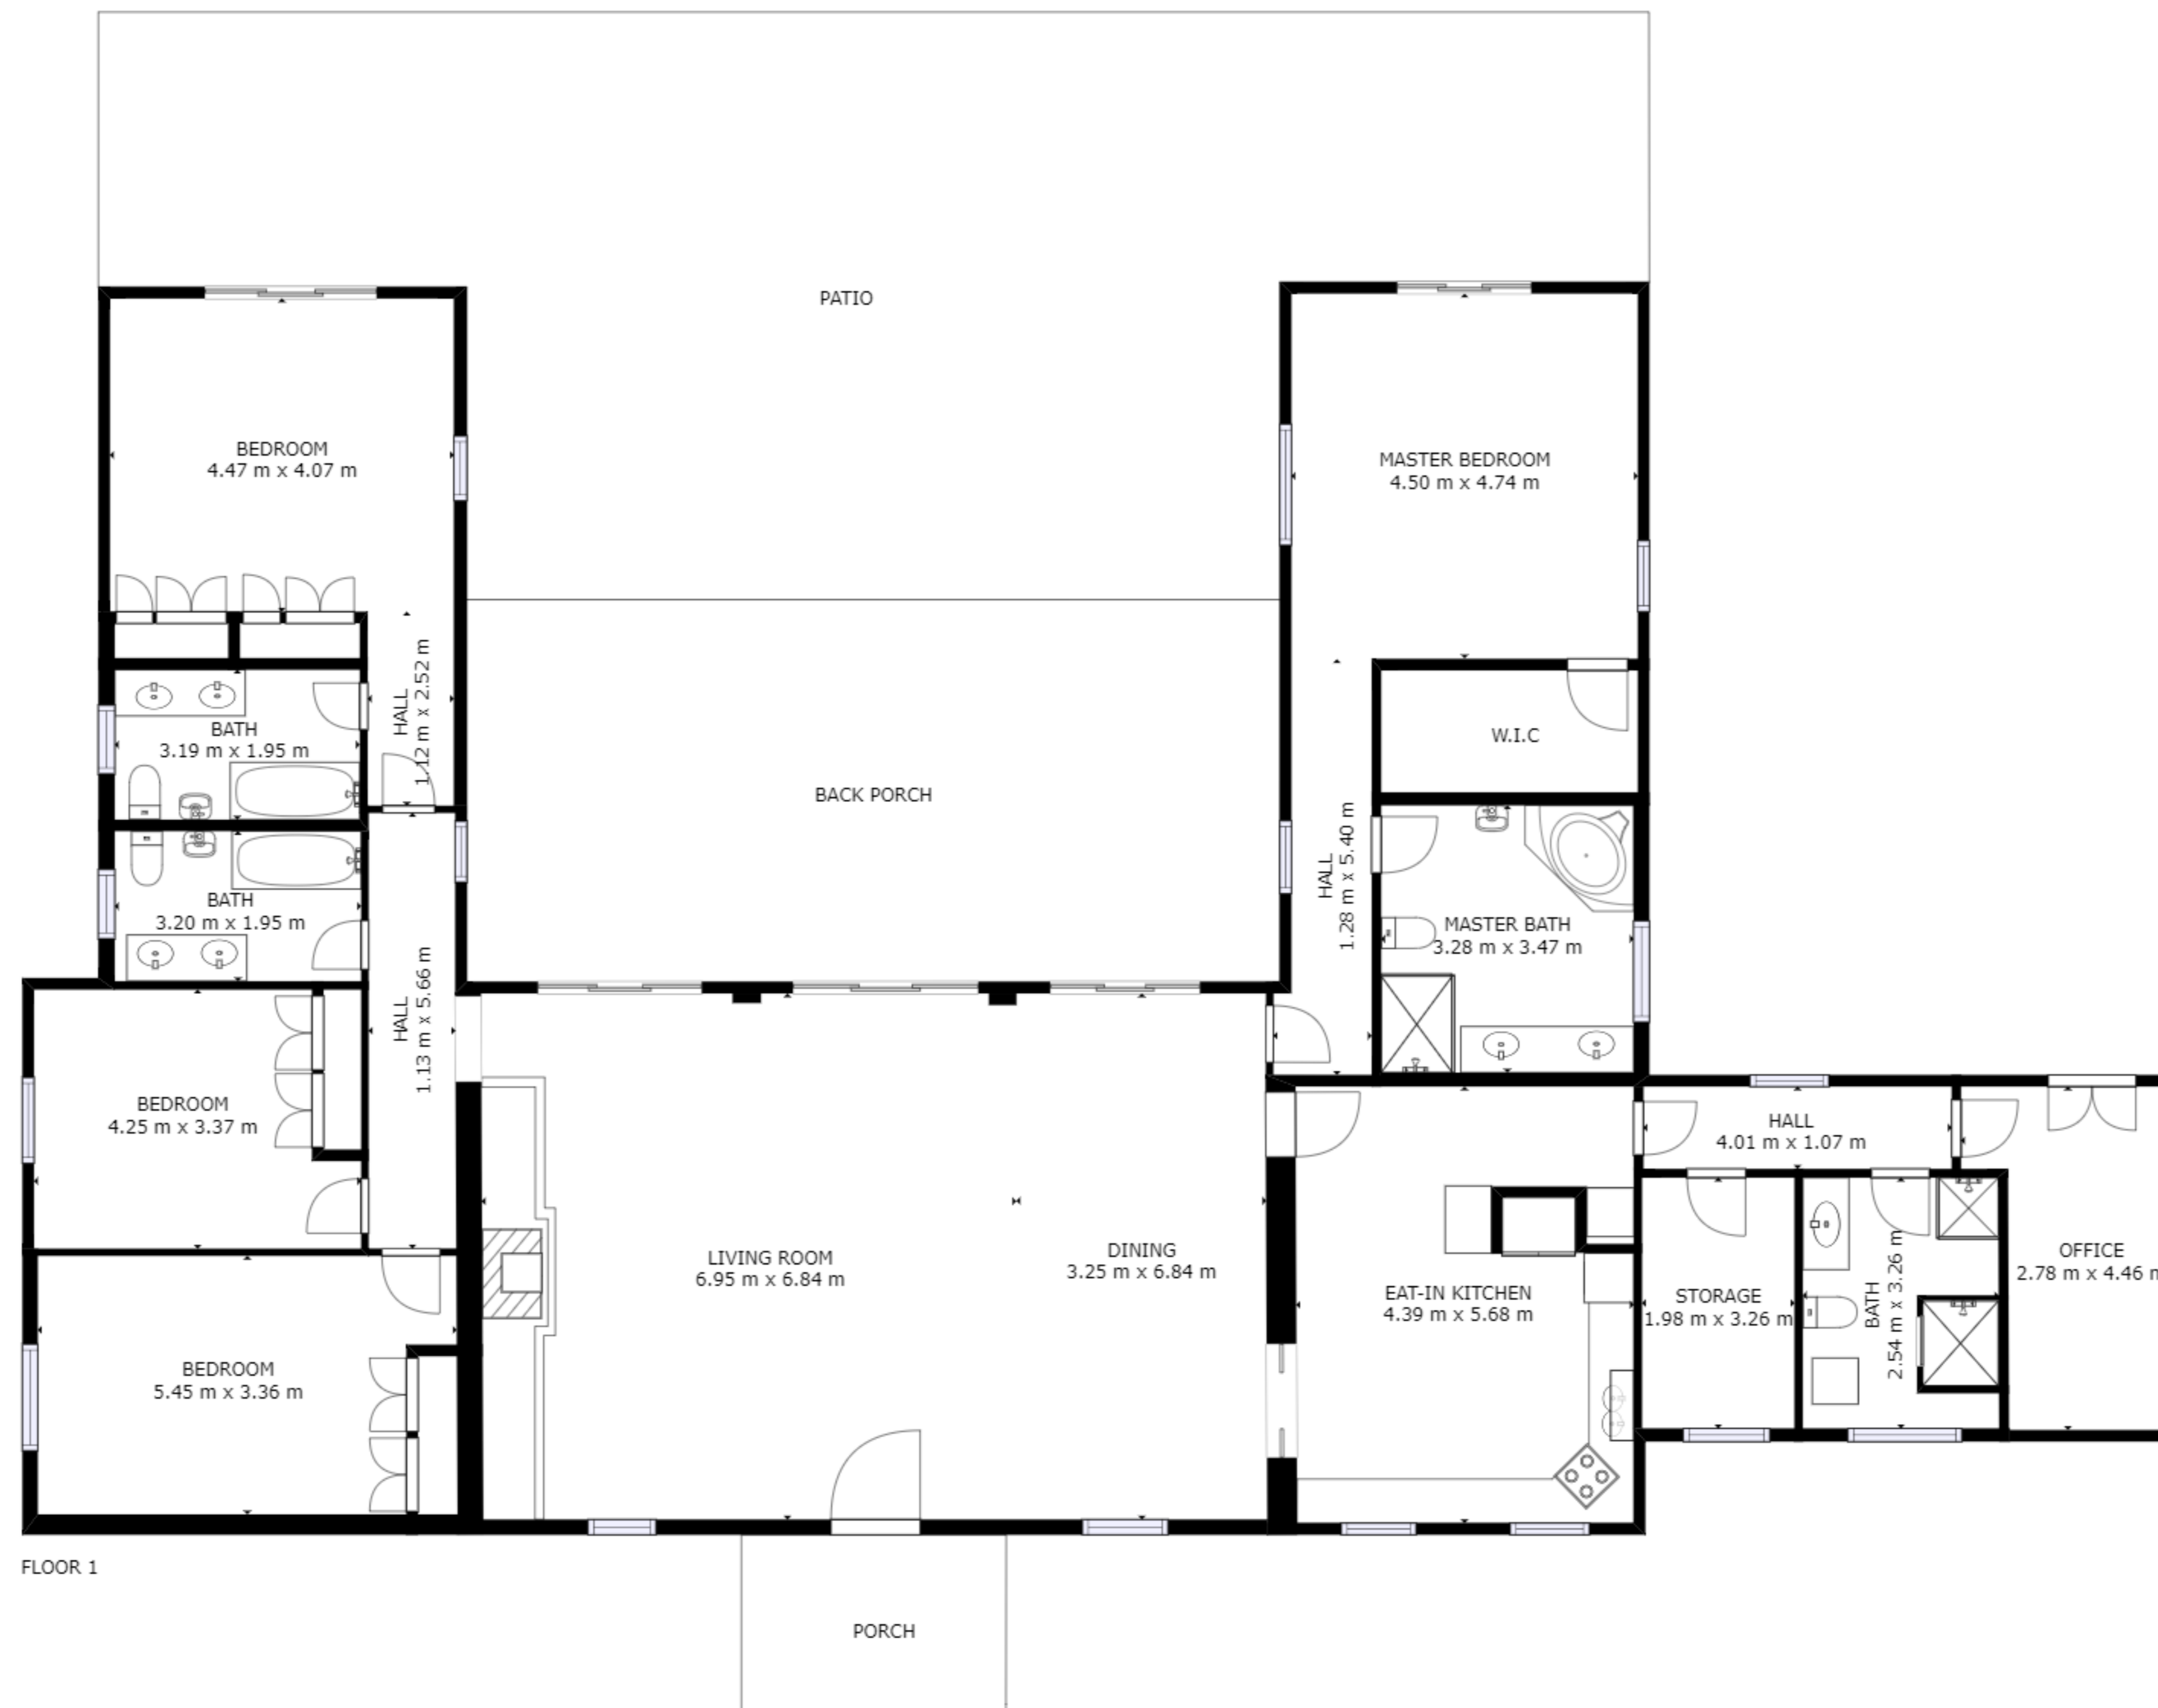 PATIO
BEDROOM
4.47 m x 4.07 m
MASTER BEDROOM
4.50 m x 4.74 m
HALL
1.12 m x 2.52 m
BATH
3.19 m x 1.95 m
W.I.C
BACK PORCH
HALL
1.28 m x 5.40 m
BATH
3.20 m x 1.95 m
MASTER BATH
3.28 m x 3.47 m
HALL
1.13 m x 5.66 m
BEDROOM
4.25 m x 3.37 m
HALL
4.01 m x 1.07 m
LIVING ROOM
6.95 m x 6.84 m
DINING
3.25 m x 6.84 m
EAT-IN KITCHEN
4.39 m x 5.68 m
STORAGE
1.98 m x 3.26 m
BATH
2.54 m x 3.26 m
OFFICE
2.78 m x 4.46 m
BEDROOM
5.45 m x 3.36 m
FLOOR 1
PORCH